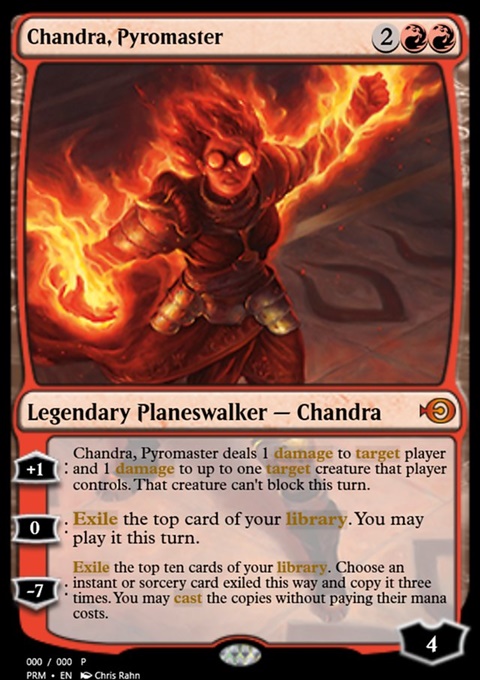 Chandra, Pyromaster 2
Legendary Planeswalker — Chandra
Chandra, Pyromaster deals 1 damage to target player
+1 : and 1 damage to up to one target creature that player
controls. That creature can't block this turn.
0 : Exile the top card of your library. You may
play it this turn.
Exile the top ten cards of your library. Choose an
-7 : instant or sorcery card exiled this way and copy it three
times. You may cast the copies without paying their mana
costs.
4
000 / 000 P
PRM • EN Chris Rahn